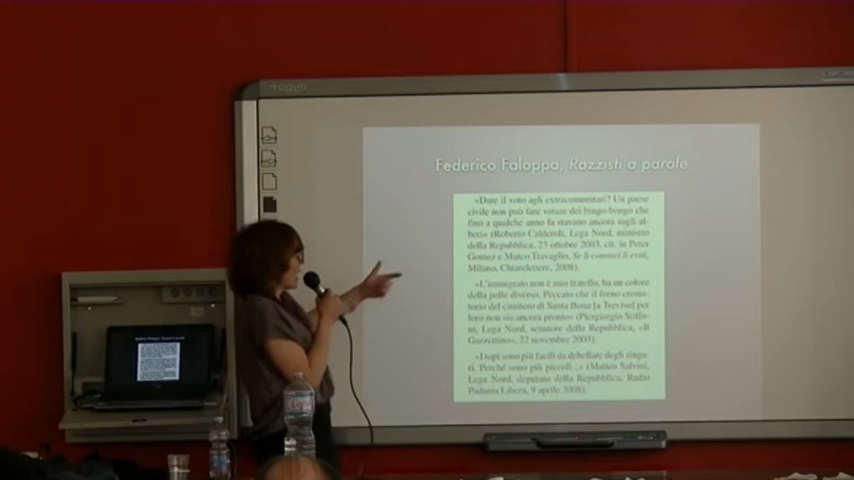 Federico Faloppa, Razzisti a parole
«Dare il voto agli extracomunitari? Un paese
civile non può fare votare dei bingo-bongo che
fino a qualche anno fa stavano ancora sugli al-
beri» (Roberto Calderoli, Lega Nord, ministro
della Repubblica, 23 ottobre 2003, cit. in Peter
Gomez e Marco Travaglio, Se li conosci li eviti,
Milano, Chiarelettere, 2008).
«L'immigrato non è mio fratello, ha un colore
della pelle diverso. Peccato che il forno crema-
torio del cimitero di Santa Bona [a Treviso] per
loro non sia ancora pronto» (Piergiorgio Stiffo-
ni, Lega Nord, senatore della Repubblica, «Il
Gazzettino», 22 novembre 2003).
«I topi sono più facili da debellare degli zinga-
ri. Perché sono più piccoli...» (Matteo Salvini,
Lega Nord, deputato della Repubblica, Radio
Padania Libera, 9 aprile 2008).